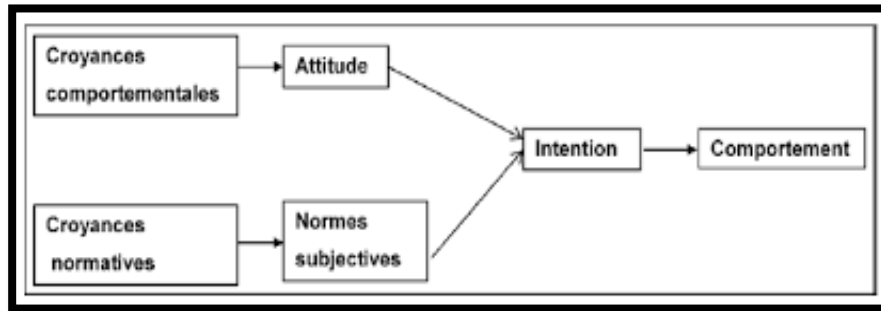 Croyances
comportementales
Attitude
Intention
Comportement
Croyances
normatives
Normes
subjectives